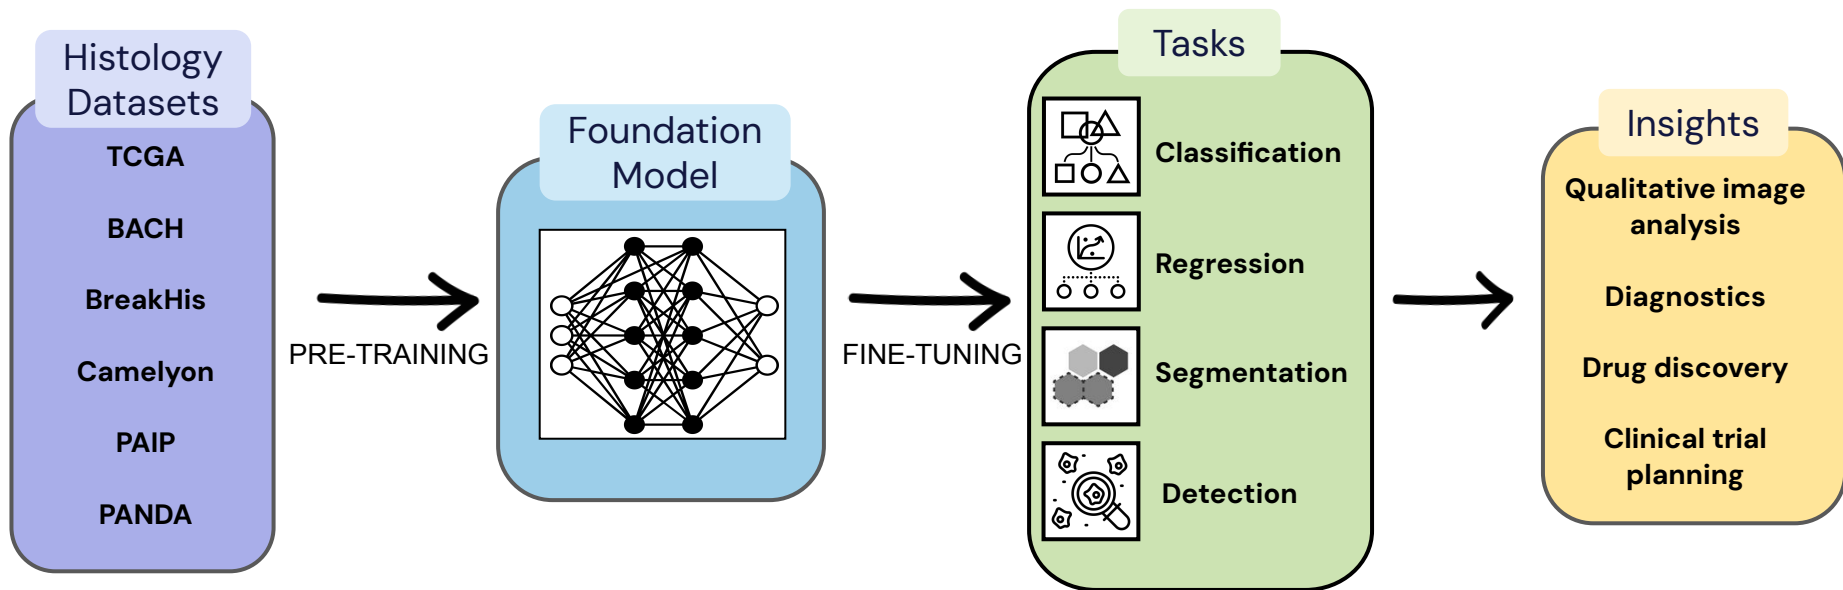 Histology
Datasets
TCGA
BACH
BreakHis
Camelyon
PAIP
PANDA
PRE-TRAINING
Foundation
Model
FINE-TUNING
Tasks
Classification
Regression
Segmentation
Detection
Insights
Qualitative image
analysis
Diagnostics
Drug discovery
Clinical trial
planning